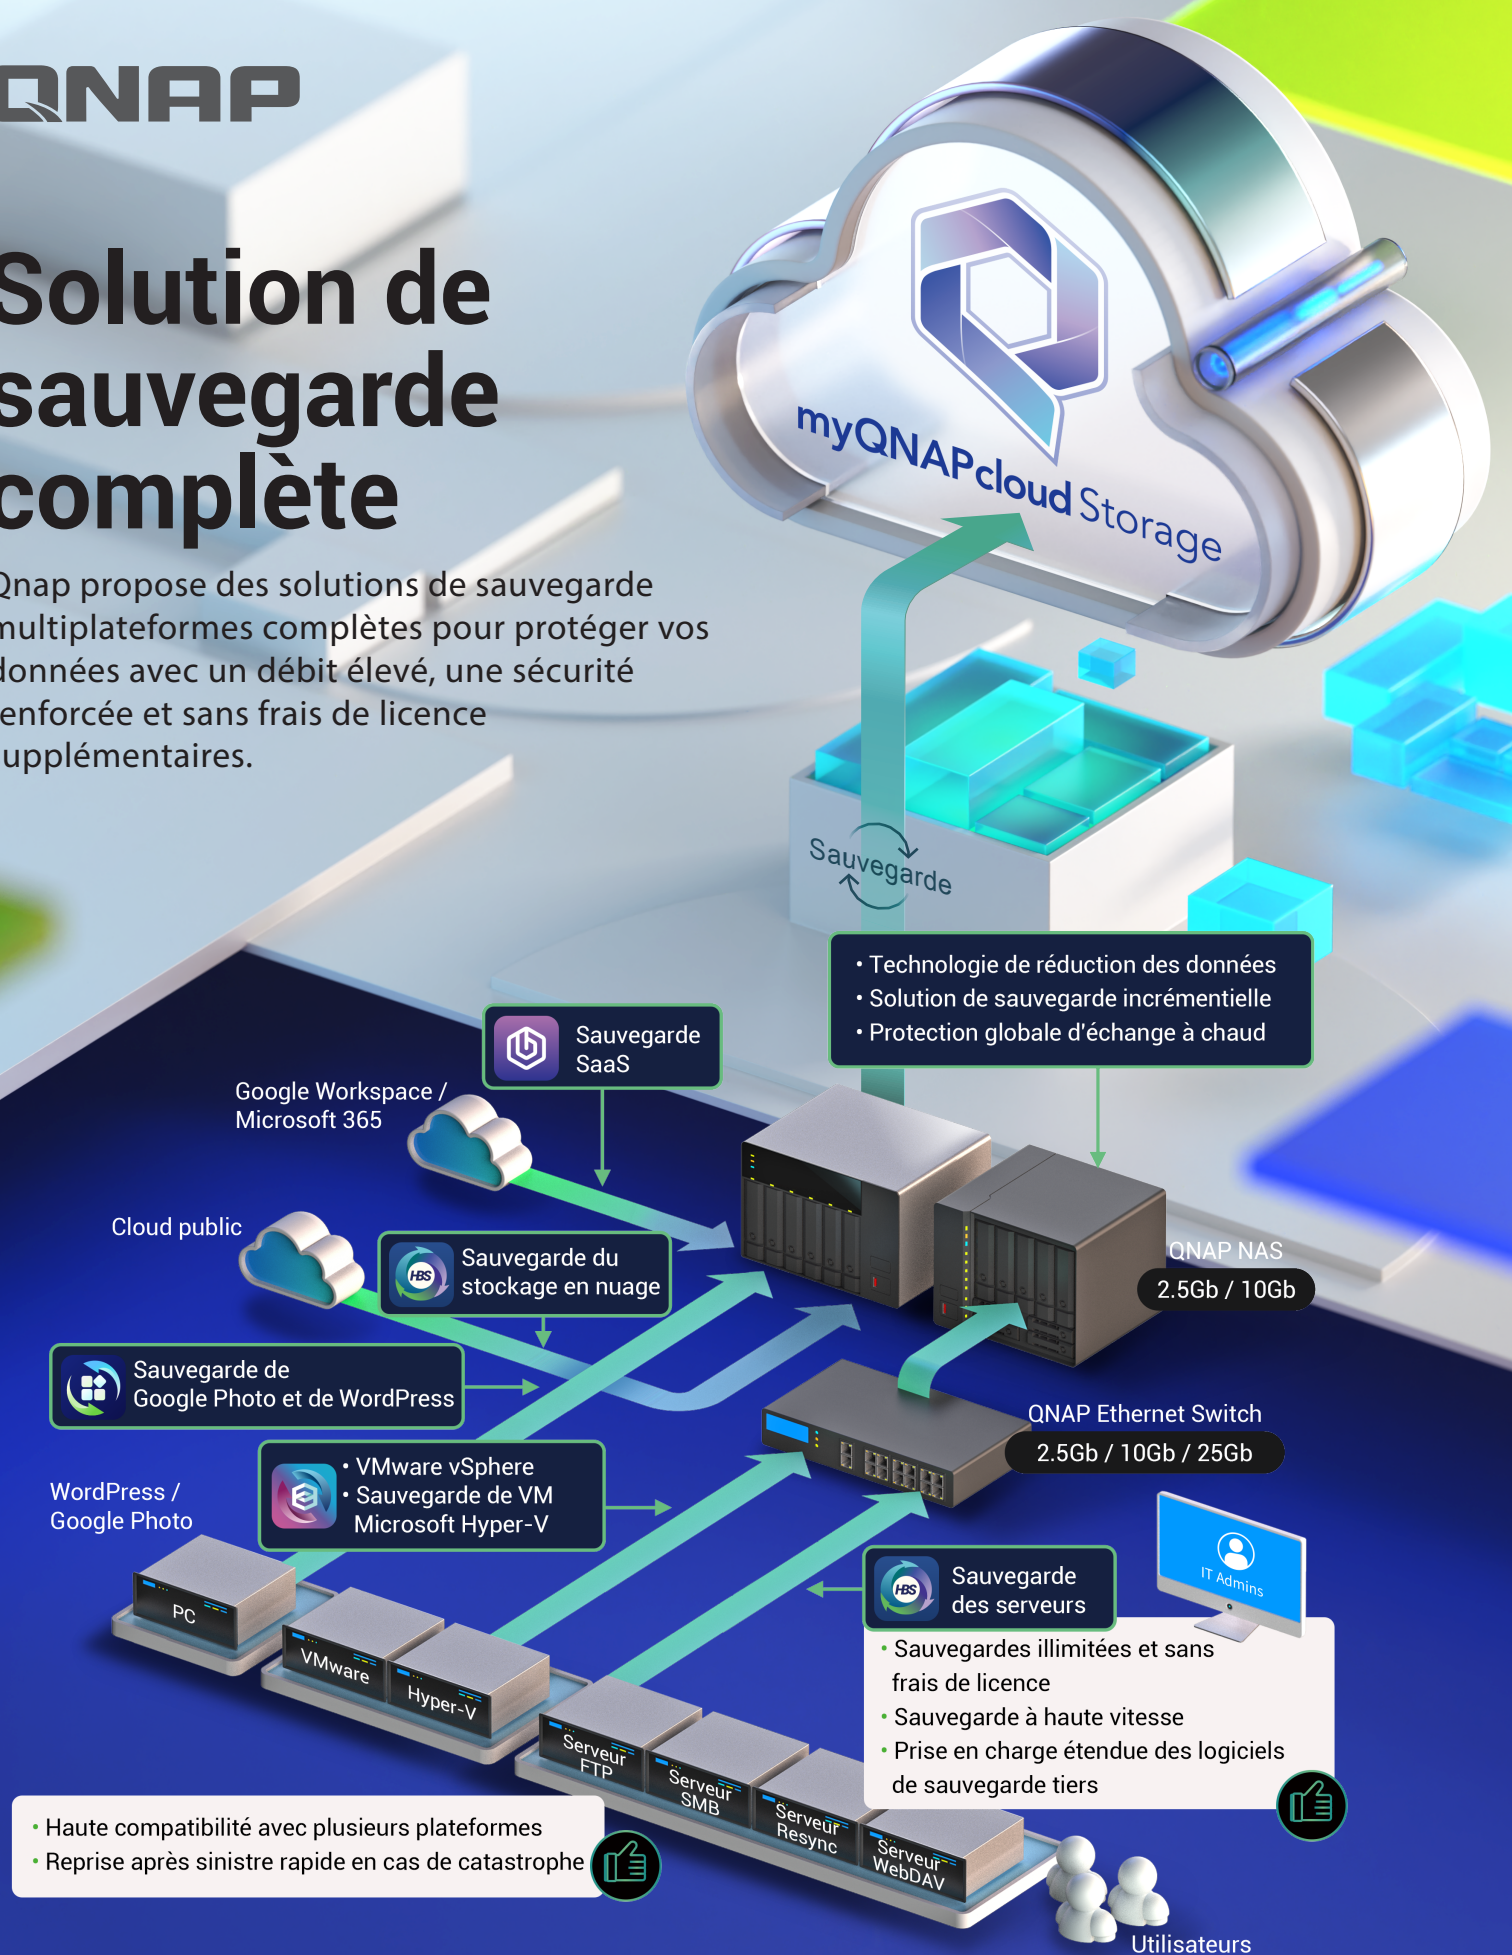 QNAP
Solution de
sauvegarde
complète
Qnap propose des solutions de sauvegarde
multiplateformes complètes pour protéger vos
données avec un débit élevé, une sécurité
renforcée et sans frais de licence
supplémentaires.
myQNAPcloud Storage
Sauvegarde
• Technologie de réduction des données
• Solution de sauvegarde incrémentielle
• Protection globale d'échange à chaud
Sauvegarde
SaaS
Google Workspace /
Microsoft 365
Cloud public
HBS
Sauvegarde du
stockage en nuage
QNAP NAS
2.5Gb / 10Gb
Sauvegarde de
Google Photo et de WordPress
QNAP Ethernet Switch
2.5Gb / 10Gb / 25Gb
• VMware vSphere
• Sauvegarde de VM
Microsoft Hyper-V
WordPress /
Google Photo
IT Admins
HBS
Sauvegarde
des serveurs
• Sauvegardes illimitées et sans
frais de licence
• Sauvegarde à haute vitesse
• Prise en charge étendue des logiciels
de sauvegarde tiers
PC
VMware
Hyper-V
Serveur
FTP
Serveur
SMB
Serveur
Resync
Serveur
WebDAV
• Haute compatibilité avec plusieurs plateformes
• Reprise après sinistre rapide en cas de catastrophe
Utilisateurs